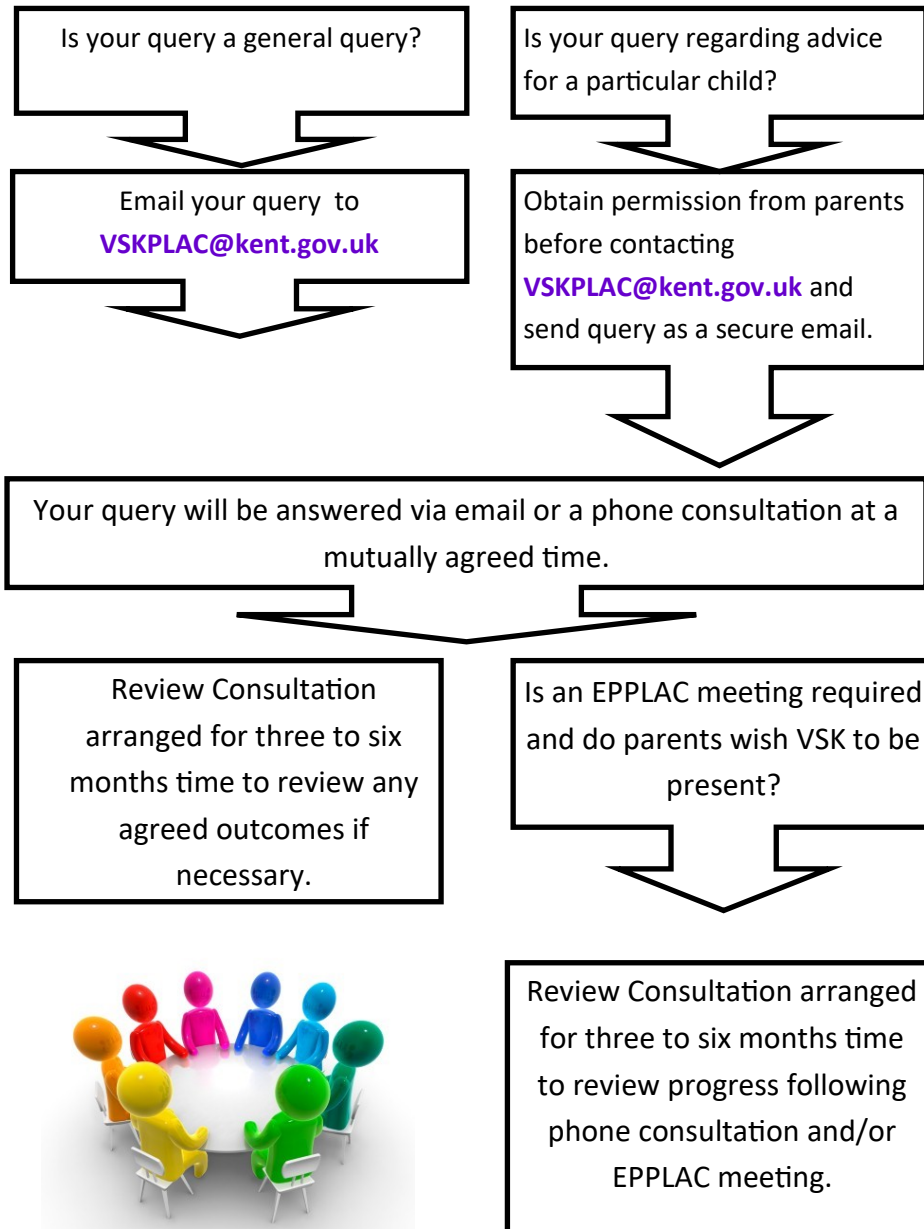 Is your query a general query?
Is your query regarding advice
for a particular child?
Email your query to
VSKPLAC@kent.gov.uk
Obtain permission from parents
before contacting
VSKPLAC@kent.gov.uk and
send query as a secure email.
Your query will be answered via email or a phone consultation at a
mutually agreed time.
Review Consultation
arranged for three to six
months time to review any
agreed outcomes if
necessary.
Is an EPPLAC meeting required
and do parents wish VSK to be
present?
Review Consultation arranged
for three to six months time
to review progress following
phone consultation and/or
EPPLAC meeting.